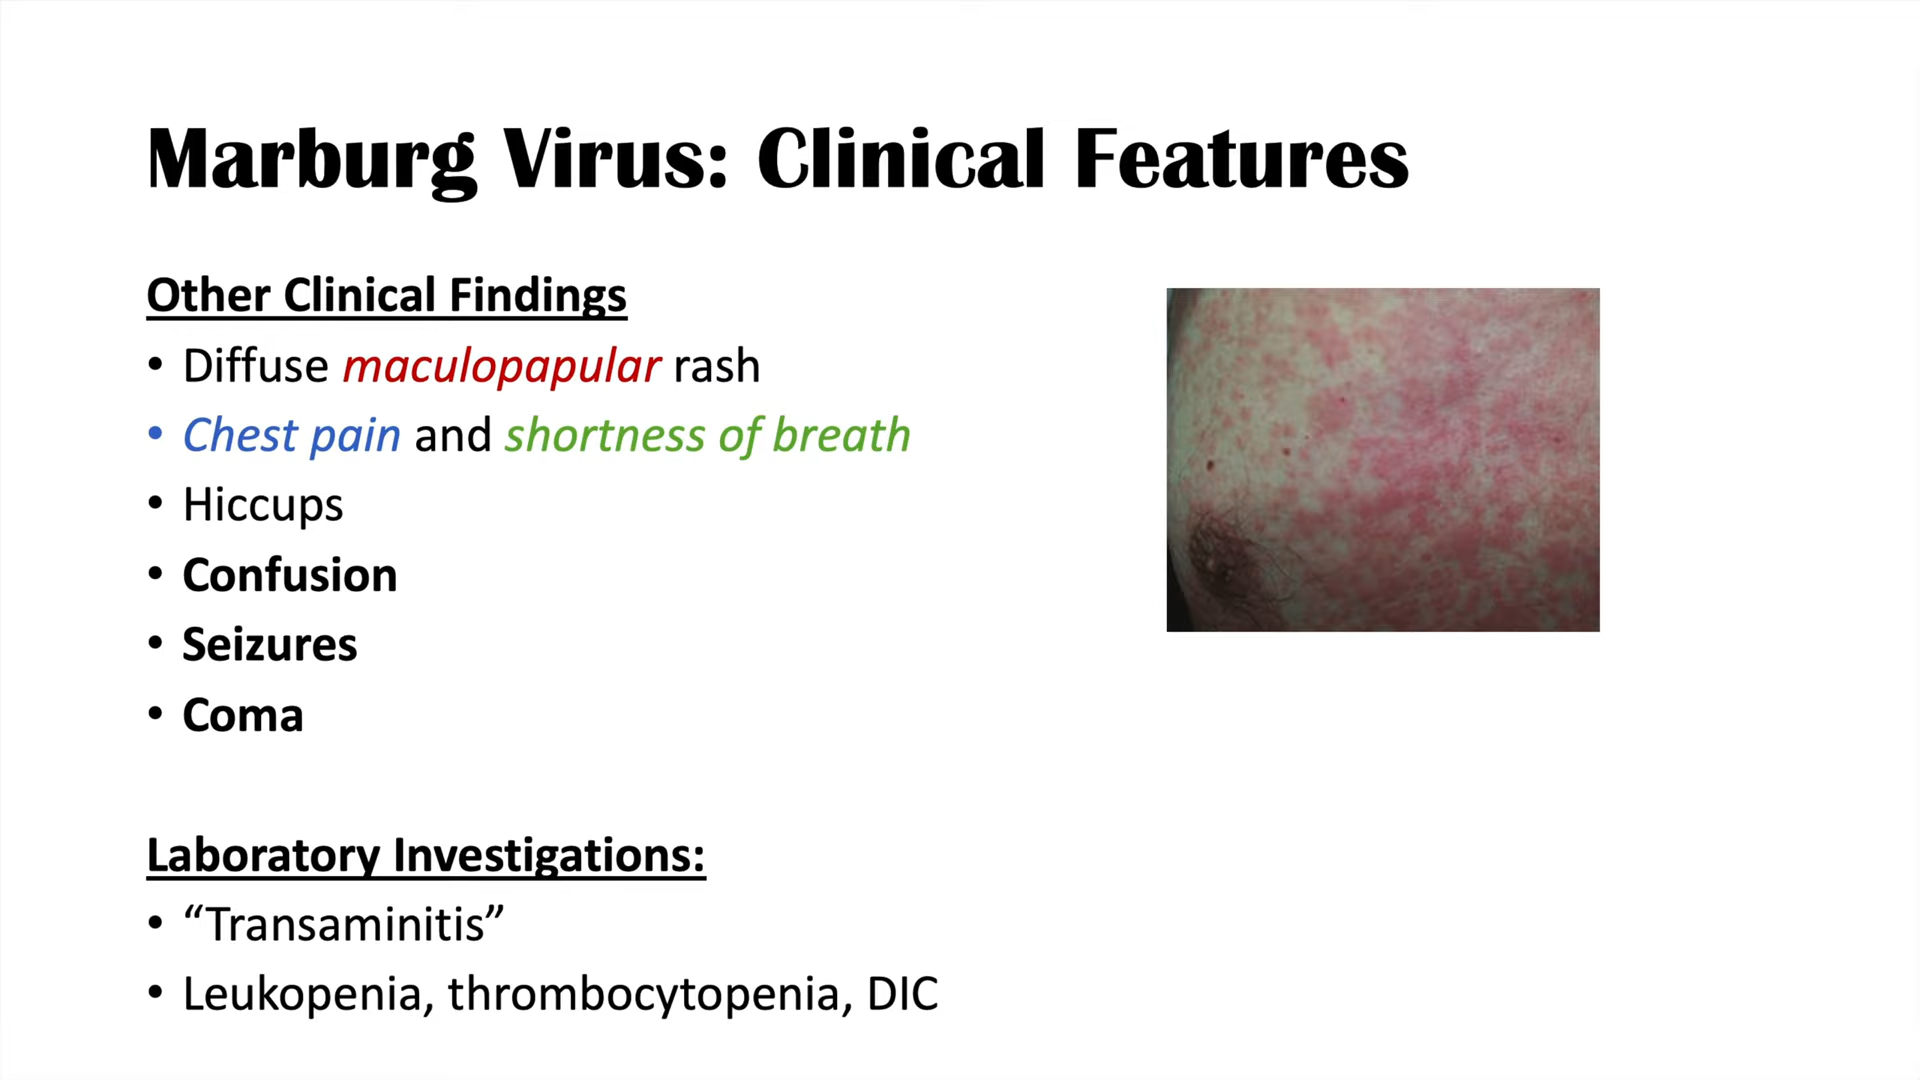 Marburg Virus: Clinical Features
Other Clinical Findings
• Diffuse maculopapular rash
• Chest pain and shortness of breath
• Hiccups
• Confusion
• Seizures
• Coma
Laboratory Investigations:
• “Transaminitis”
• Leukopenia, thrombocytopenia, DIC